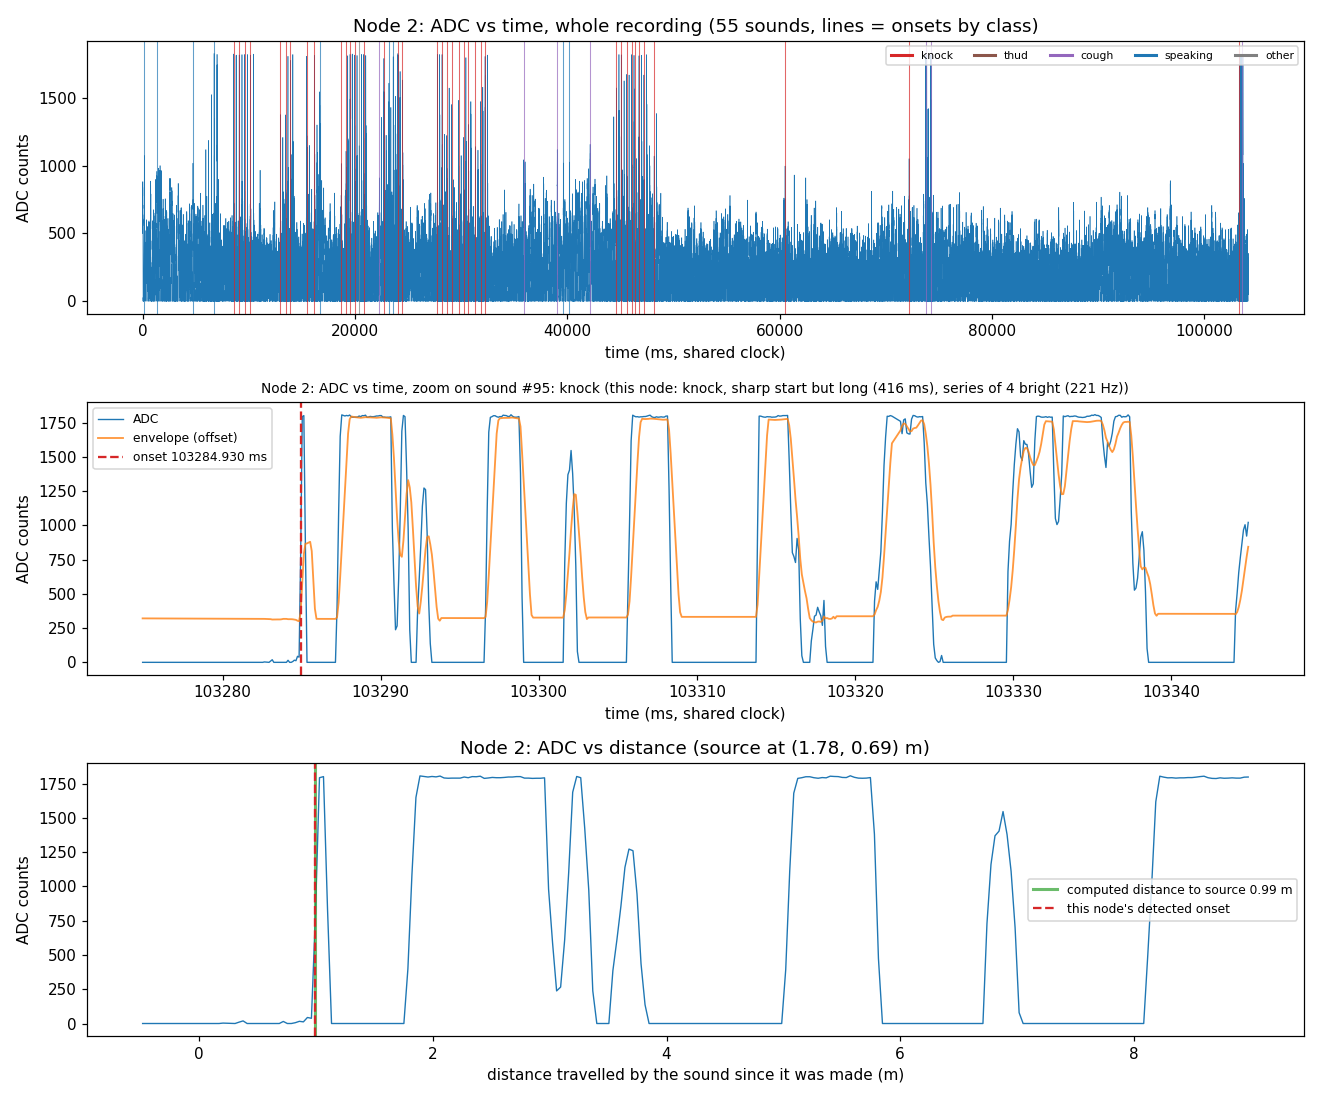 Node 2: ADC vs time, whole recording (55 sounds, lines = onsets by class)
ADC counts
1500
1000
500
0
knock
thud
cough
speaking
other
0 20000 40000 60000 80000 100000
time (ms, shared clock)
Node 2: ADC vs time, zoom on sound #95: knock (this node: knock, sharp start but long (416 ms), series of 4 bright (221 Hz))
ADC counts
1750
1500
1250
1000
750
500
250
0
ADC
envelope (offset)
onset 103284.930 ms
103280 103290 103300 103310 103320 103330 103340
time (ms, shared clock)
Node 2: ADC vs distance (source at (1.78, 0.69) m)
ADC counts
1750
1500
1250
1000
750
500
250
0
computed distance to source 0.99 m
this node's detected onset
0 2 4 6 8
distance travelled by the sound since it was made (m)